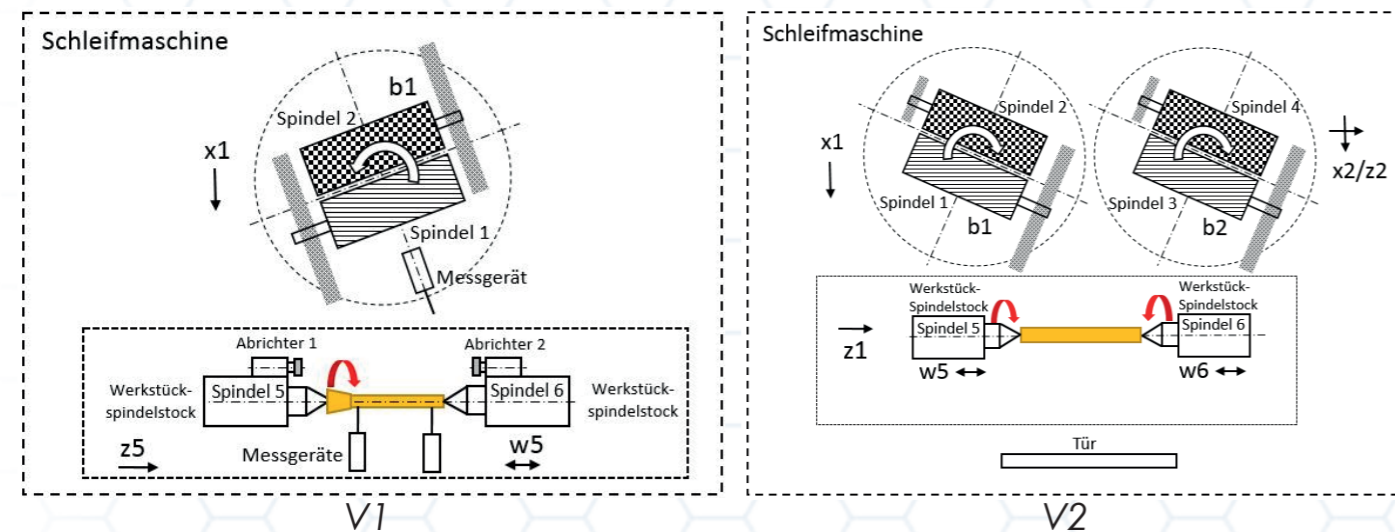 Schleifmaschine
b1
Spindel 2
x1
Spindel 1
Messgerät
Abrichter 1
Abrichter 2
Werkstück-
spindelstock
Spindel 5
Spindel 6
Werkstück-
spindelstock
z5
Messgeräte
w5
V1
Schleifmaschine
Spindel 2
Spindel 4
x1
x2/z2
Spindel 1
b1
Spindel 3
b2
Werkstück-
Spindelstock
Werkstück-
Spindelstock
z1
Spindel 5
Spindel 6
w5
w6
Tür
V2